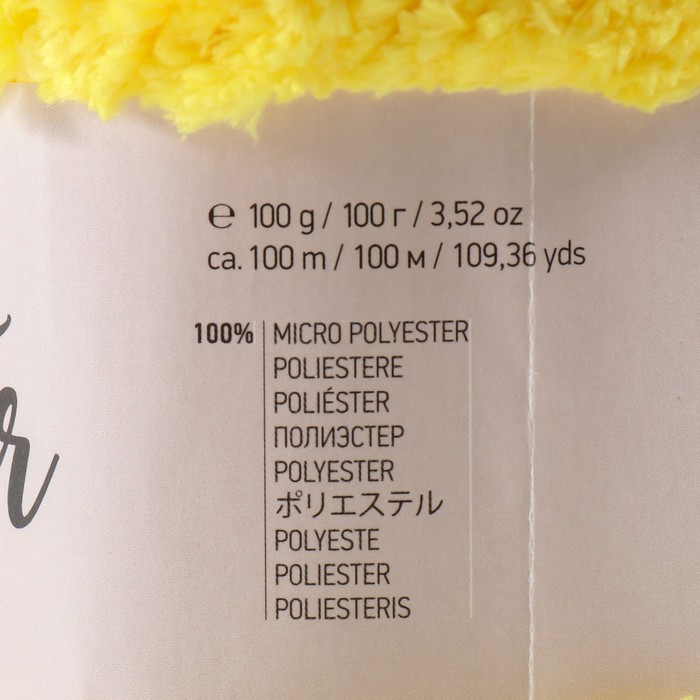 ℮ 100 g / 100 г / 3,52 oz
ca. 100 m / 100 м / 109,36 yds
100% MICRO POLYESTER
POLIESTERE
POLIÉSTER
ПОЛИЭСТЕР
POLYESTER
ポリエステル
POLYESTE
POLIESTER
POLIESTERIS